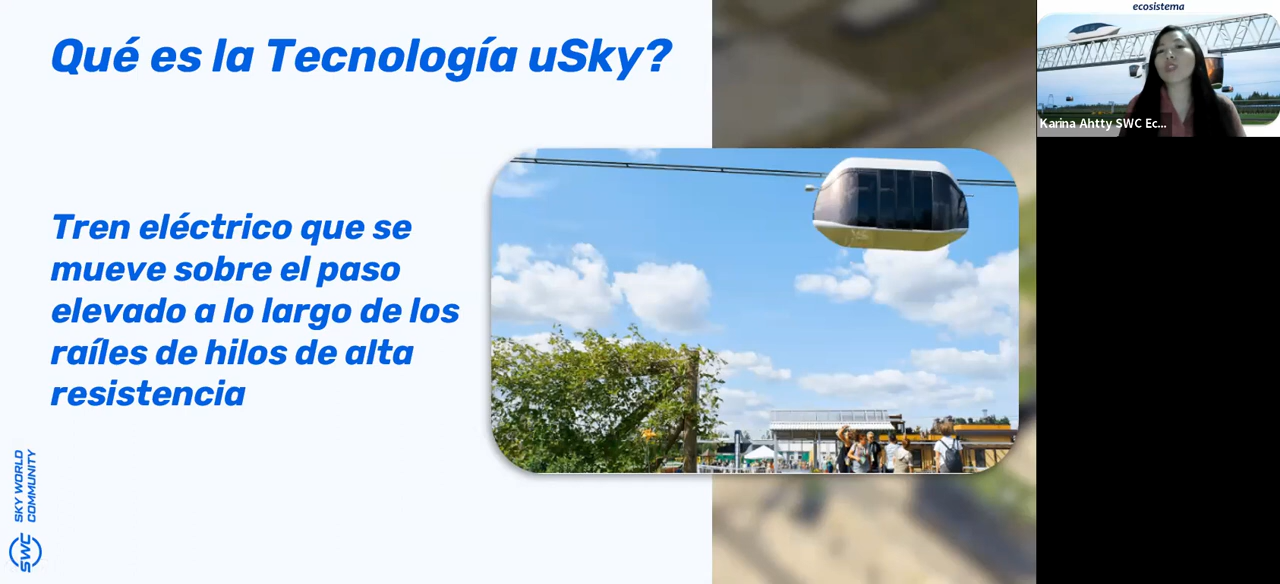 Qué es la Tecnología uSky?
Tren eléctrico que se
mueve sobre el paso
elevado a lo largo de los
raíles de hilos de alta
resistencia
SWC
SKY WORLD
COMMUNITY
ecosistema
Karina Ahtty SWC Ec...